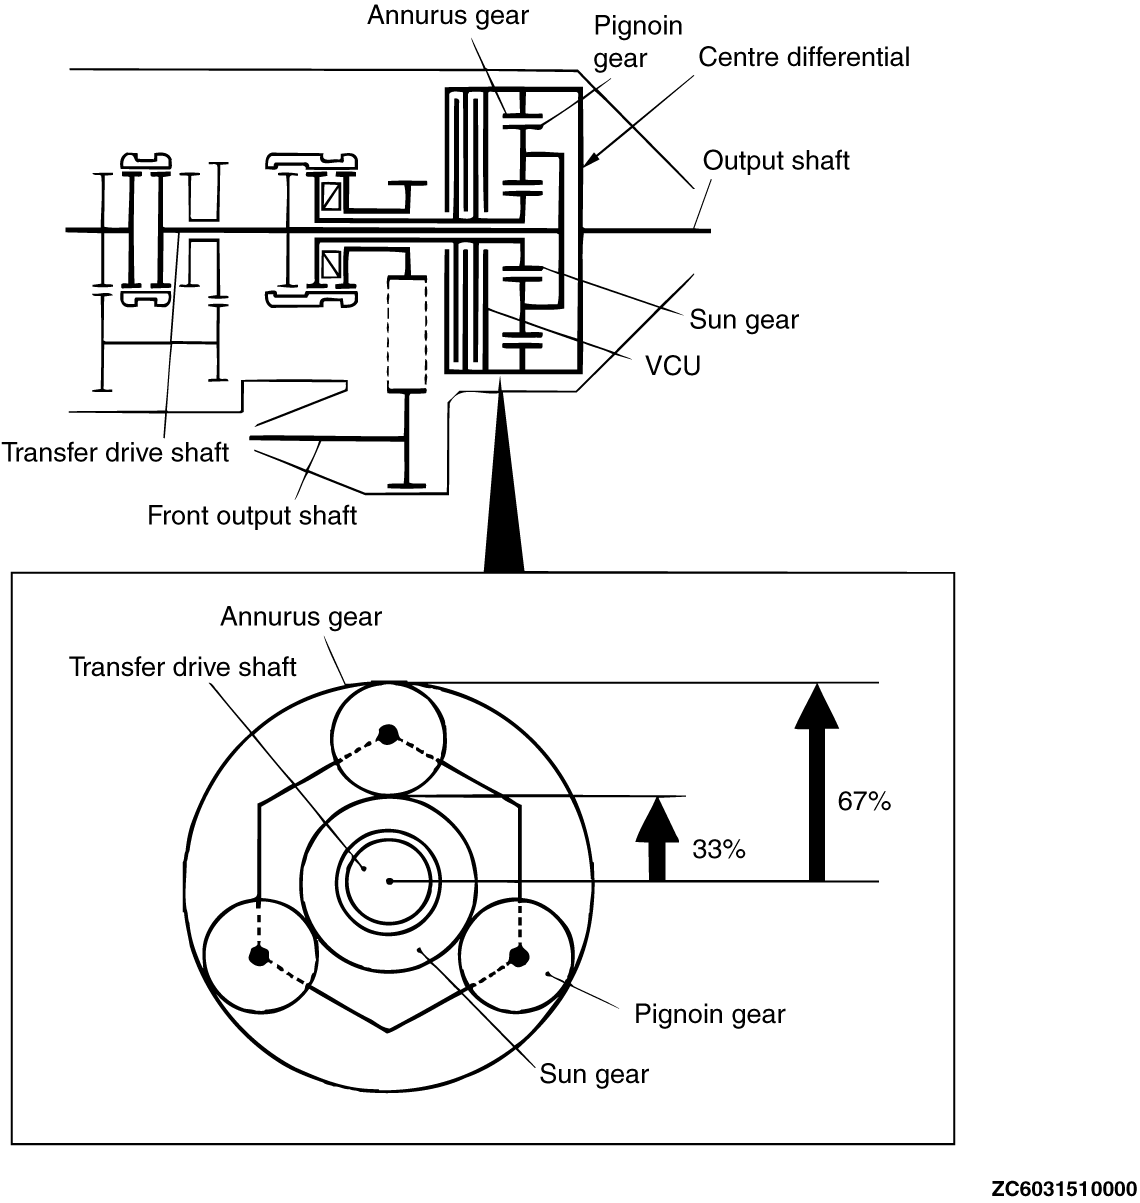 Annurus gear
Pignoin
gear
Centre differential
Output shaft
Sun gear
VCU
Transfer drive shaft
Front output shaft
Annurus gear
Transfer drive shaft
67%
33%
Pignoin gear
Sun gear
ZC6031510000